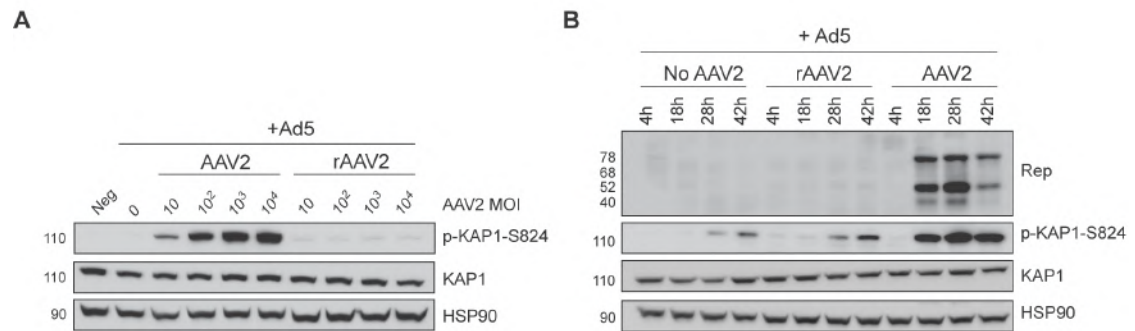 A
+Ad5
AAV2 rAAV2
Neg 0 10 10² 10³ 10⁴ 10 10² 10³ 10⁴ AAV2 MOI
110 p-KAP1-S824
110 KAP1
90 HSP90
B
+ Ad5
No AAV2 rAAV2 AAV2
4h 18h 28h 42h 4h 18h 28h 42h 4h 18h 28h 42h
78
68
52
40
Rep
110 p-KAP1-S824
110 KAP1
90 HSP90